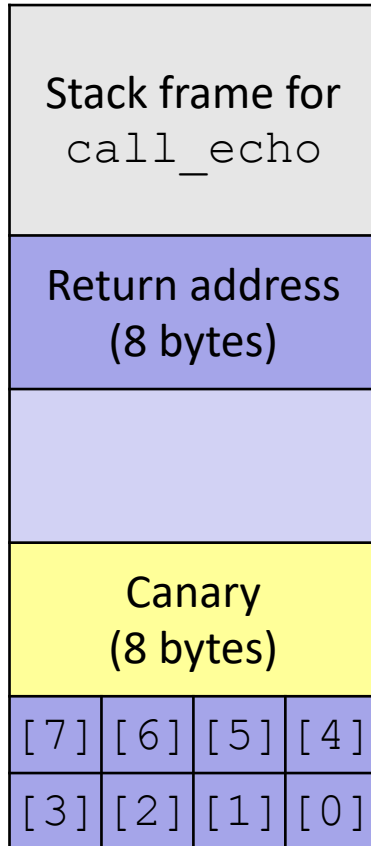 Stack frame for
call_echo
Return address
(8 bytes)
Canary
(8 bytes)
[7] [6] [5] [4]
[3] [2] [1] [0]